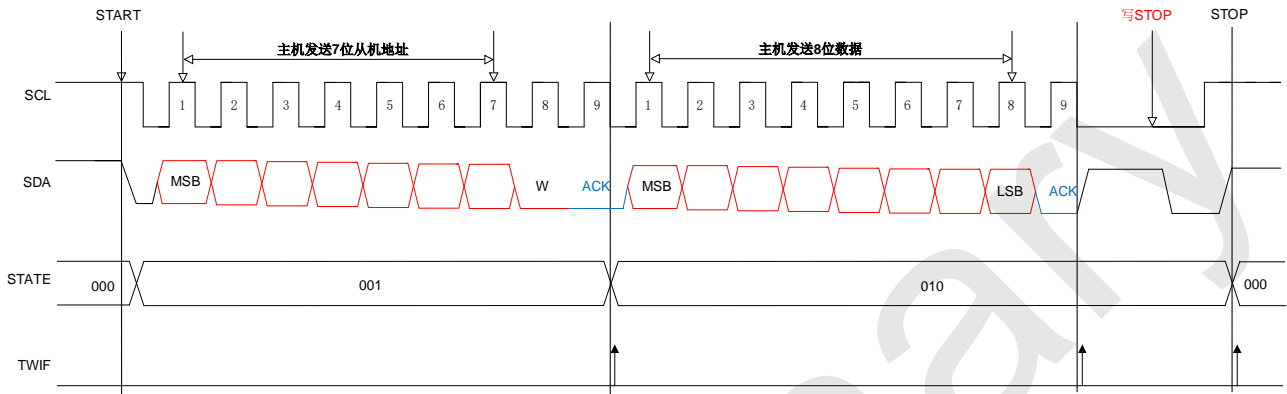 START 写STOP STOP
主机发送7位从机地址 主机发送8位数据
SCL 1 2 3 4 5 6 7 8 9 1 2 3 4 5 6 7 8 9
SDA MSB W ACK MSB LSB ACK
STATE 000 001 010 000
TWIF